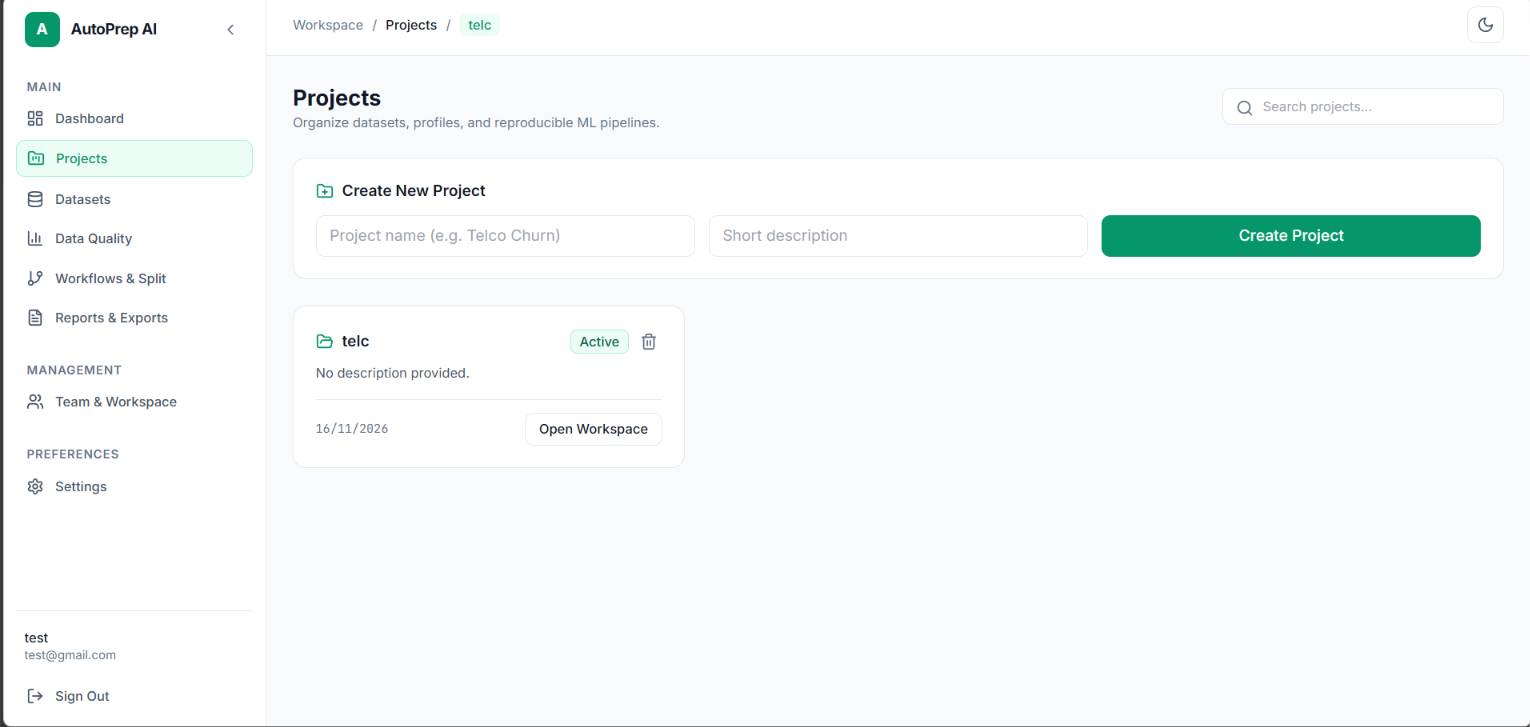 A AutoPrep AI
MAIN
Dashboard
Projects
Datasets
Data Quality
Workflows & Split
Reports & Exports
MANAGEMENT
Team & Workspace
PREFERENCES
Settings
test
test@gmail.com
Sign Out
Workspace / Projects / telc
Projects
Organize datasets, profiles, and reproducible ML pipelines.
Search projects...
Create New Project
Project name (e.g. Telco Churn)
Short description
Create Project
telc
Active
No description provided.
16/11/2026
Open Workspace